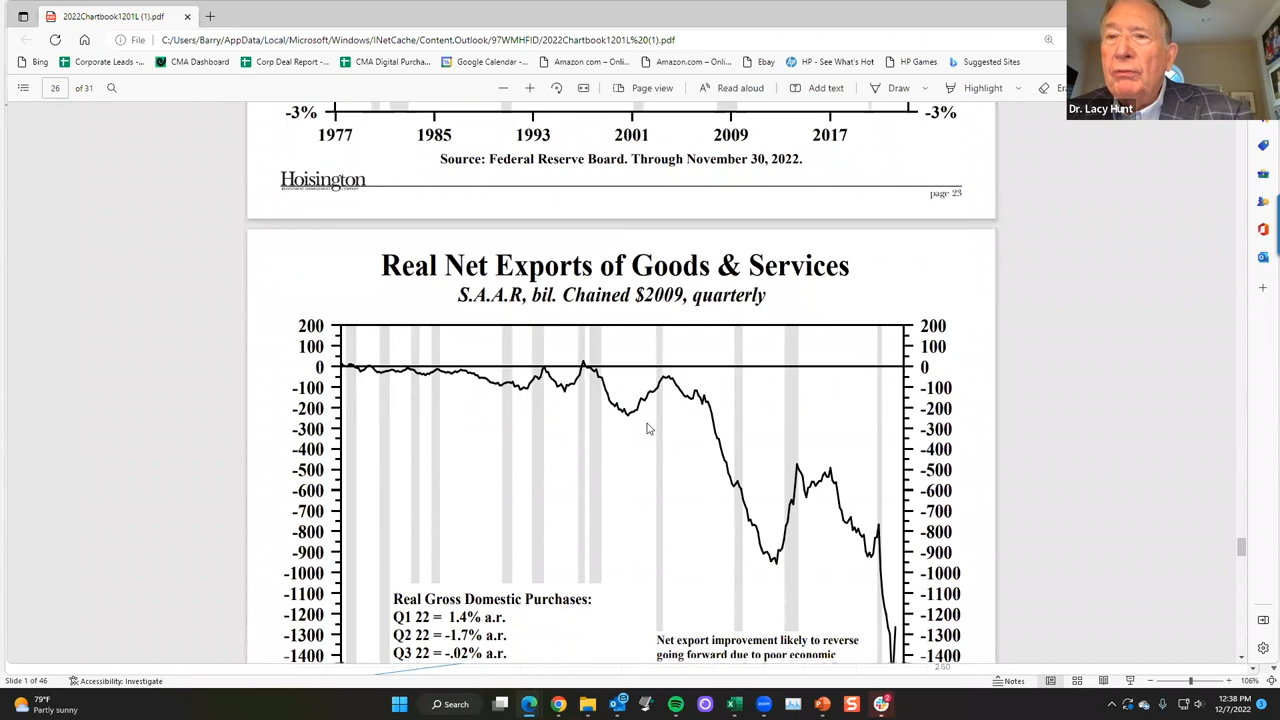 2022Chartbook1201L (1).pdf
File C:/Users/Barry/AppData/Local/Microsoft/Windows/INetCache/Content.Outlook/97WMHFID/2022Chartbook1201L%20(1).pdf
Bing Corporate Leads -... CMA Dashboard Corp Deal Report -... CMA Digital Purcha... Google Calendar -... Amazon.com – Onli... Amazon.com – Onli... Ebay HP - See What's Hot HP Games Suggested Sites
26 of 31 Page view Read aloud Add text Draw Highlight
Dr. Lacy Hunt
-3% -3%
1977 1985 1993 2001 2009 2017
Source: Federal Reserve Board. Through November 30, 2022.
Hoisington
page 23
Real Net Exports of Goods & Services
S.A.A.R, bil. Chained $2009, quarterly
200 200
100 100
0 0
-100 -100
-200 -200
-300 -300
-400 -400
-500 -500
-600 -600
-700 -700
-800 -800
-900 -900
-1000 -1000
-1100 -1100
-1200 -1200
-1300 -1300
-1400 -1400
Real Gross Domestic Purchases:
Q1 22 = 1.4% a.r.
Q2 22 = -1.7% a.r.
Q3 22 = -.02% a.r.
Net export improvement likely to reverse
going forward due to poor economic
2.60
Slide 1 of 46 Accessibility: Investigate Notes 106%
79°F
Partly sunny
Search
2
12:38 PM
12/7/2022